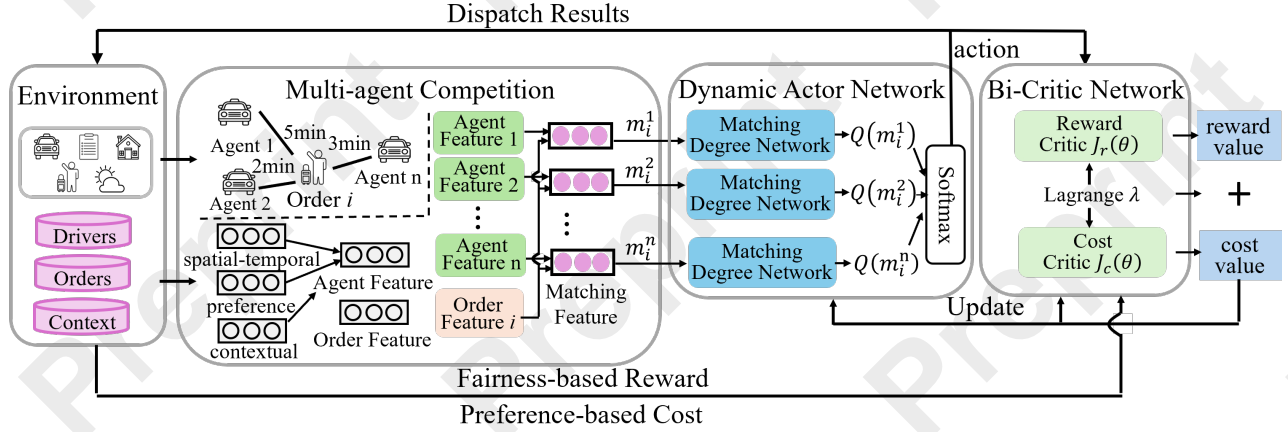 Dispatch Results
action
Environment
Drivers
Orders
Context
Multi-agent Competition
Agent 1
5min
3min
2min
Agent n
Agent 2
Order i
spatial-temporal
preference
contextual
Agent Feature
Order Feature
Agent
Feature 1
Agent
Feature 2
Agent
Feature n
Order
Feature i
m_i^1
m_i^2
m_i^n
Matching
Feature
Dynamic Actor Network
Matching
Degree Network
Matching
Degree Network
Matching
Degree Network
Q(m_i^1)
Q(m_i^2)
Q(m_i^n)
Softmax
Bi-Critic Network
Reward
Critic J_r(θ)
Lagrange λ
Cost
Critic J_c(θ)
reward
value
+
cost
value
Update
Fairness-based Reward
Preference-based Cost
Preprint
Preprint
Preprint